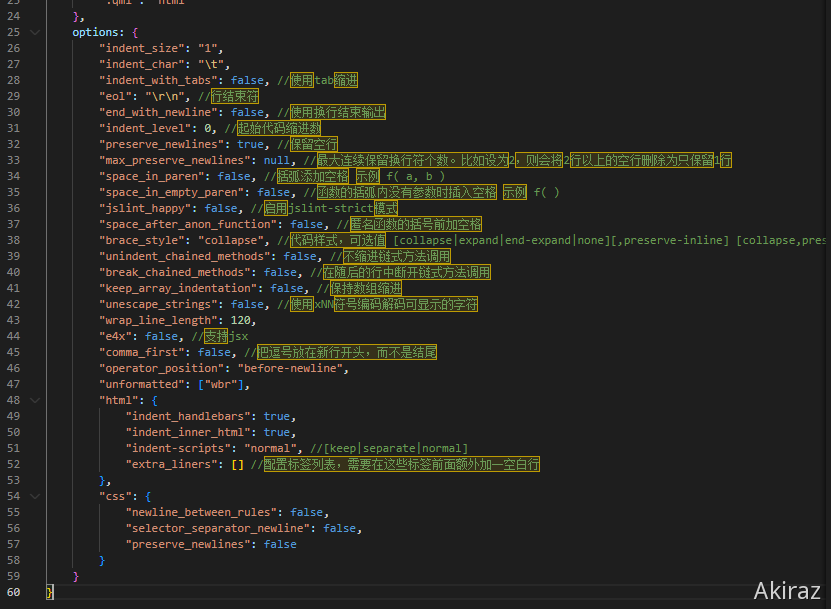 24 },
25 options: {
26 "indent_size": "1",
27 "indent_char": "\t",
28 "indent_with_tabs": false, //使用tab缩进
29 "eol": "\r\n", //行结束符
30 "end_with_newline": false, //使用换行结束输出
31 "indent_level": 0, //起始代码缩进数
32 "preserve_newlines": true, //保留空行
33 "max_preserve_newlines": null, //最大连续保留换行符个数。比如设为2，则会将2行以上的空行删除为只保留1行
34 "space_in_paren": false, //括弧添加空格 示例 f( a, b )
35 "space_in_empty_paren": false, //函数的括弧内没有参数时插入空格 示例 f( )
36 "jslint_happy": false, //启用jslint-strict模式
37 "space_after_anon_function": false, //匿名函数的括号前加空格
38 "brace_style": "collapse", //代码样式，可选值 [collapse|expand|end-expand|none][,preserve-inline] [collapse,pres
39 "unindent_chained_methods": false, //不缩进链式方法调用
40 "break_chained_methods": false, //在随后的行中断开链式方法调用
41 "keep_array_indentation": false, //保持数组缩进
42 "unescape_strings": false, //使用xNN符号编码解码可显示的字符
43 "wrap_line_length": 120,
44 "e4x": false, //支持jsx
45 "comma_first": false, //把逗号放在新行开头，而不是结尾
46 "operator_position": "before-newline",
47 "unformatted": ["wbr"],
48 "html": {
49 "indent_handlebars": true,
50 "indent_inner_html": true,
51 "indent-scripts": "normal", //[keep|separate|normal]
52 "extra_liners": [] //配置标签列表，需要在这些标签前面额外加一空白行
53 },
54 "css": {
55 "newline_between_rules": false,
56 "selector_separator_newline": false,
57 "preserve_newlines": false
58 }
59 }
60 }
Akiraz